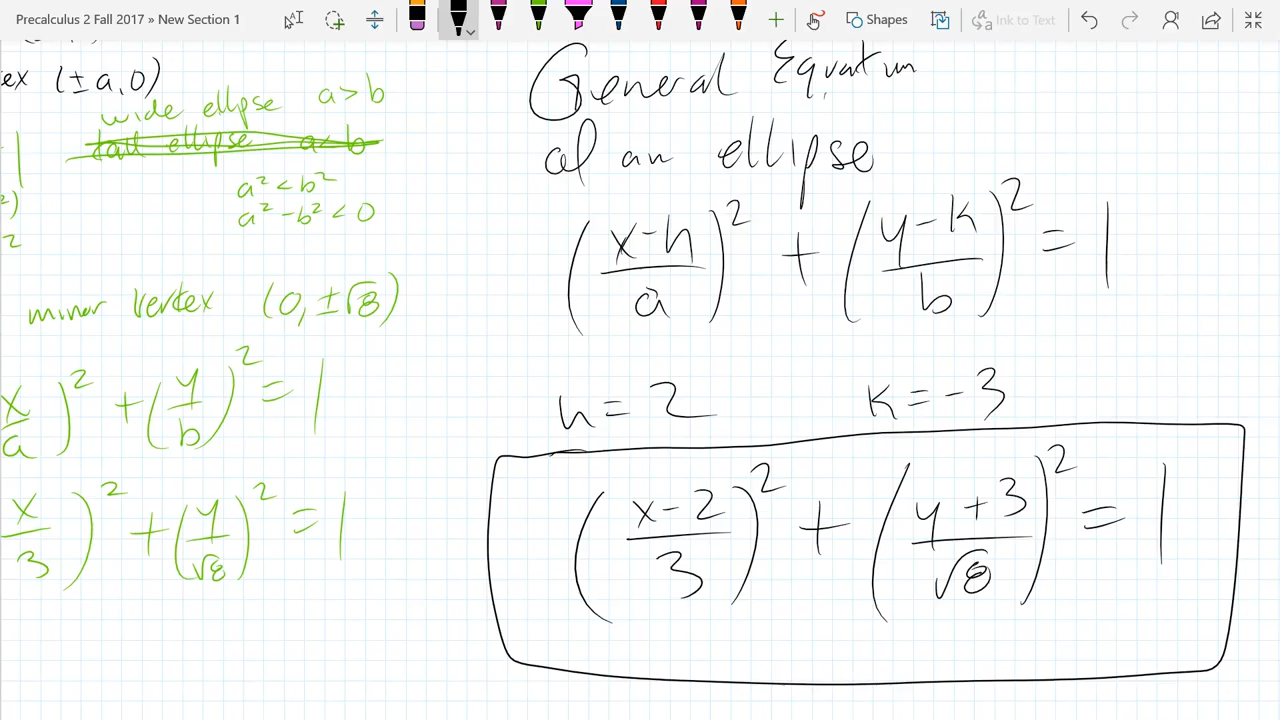 Precalculus 2 Fall 2017 » New Section 1
Shapes
Ink to Text
ex (±a,0)
wide ellipse a>b
tall ellipse a<b
a² < b²
a² - b² < 0
minor vertex (0, ±√8)
(x/a)² + (y/b)² = 1
(x/3)² + (y/√8)² = 1
General Equation
of an ellipse
((x-h)/a)² + ((y-k)/b)² = 1
h = 2 k = -3
((x-2)/3)² + ((y+3)/√8)² = 1